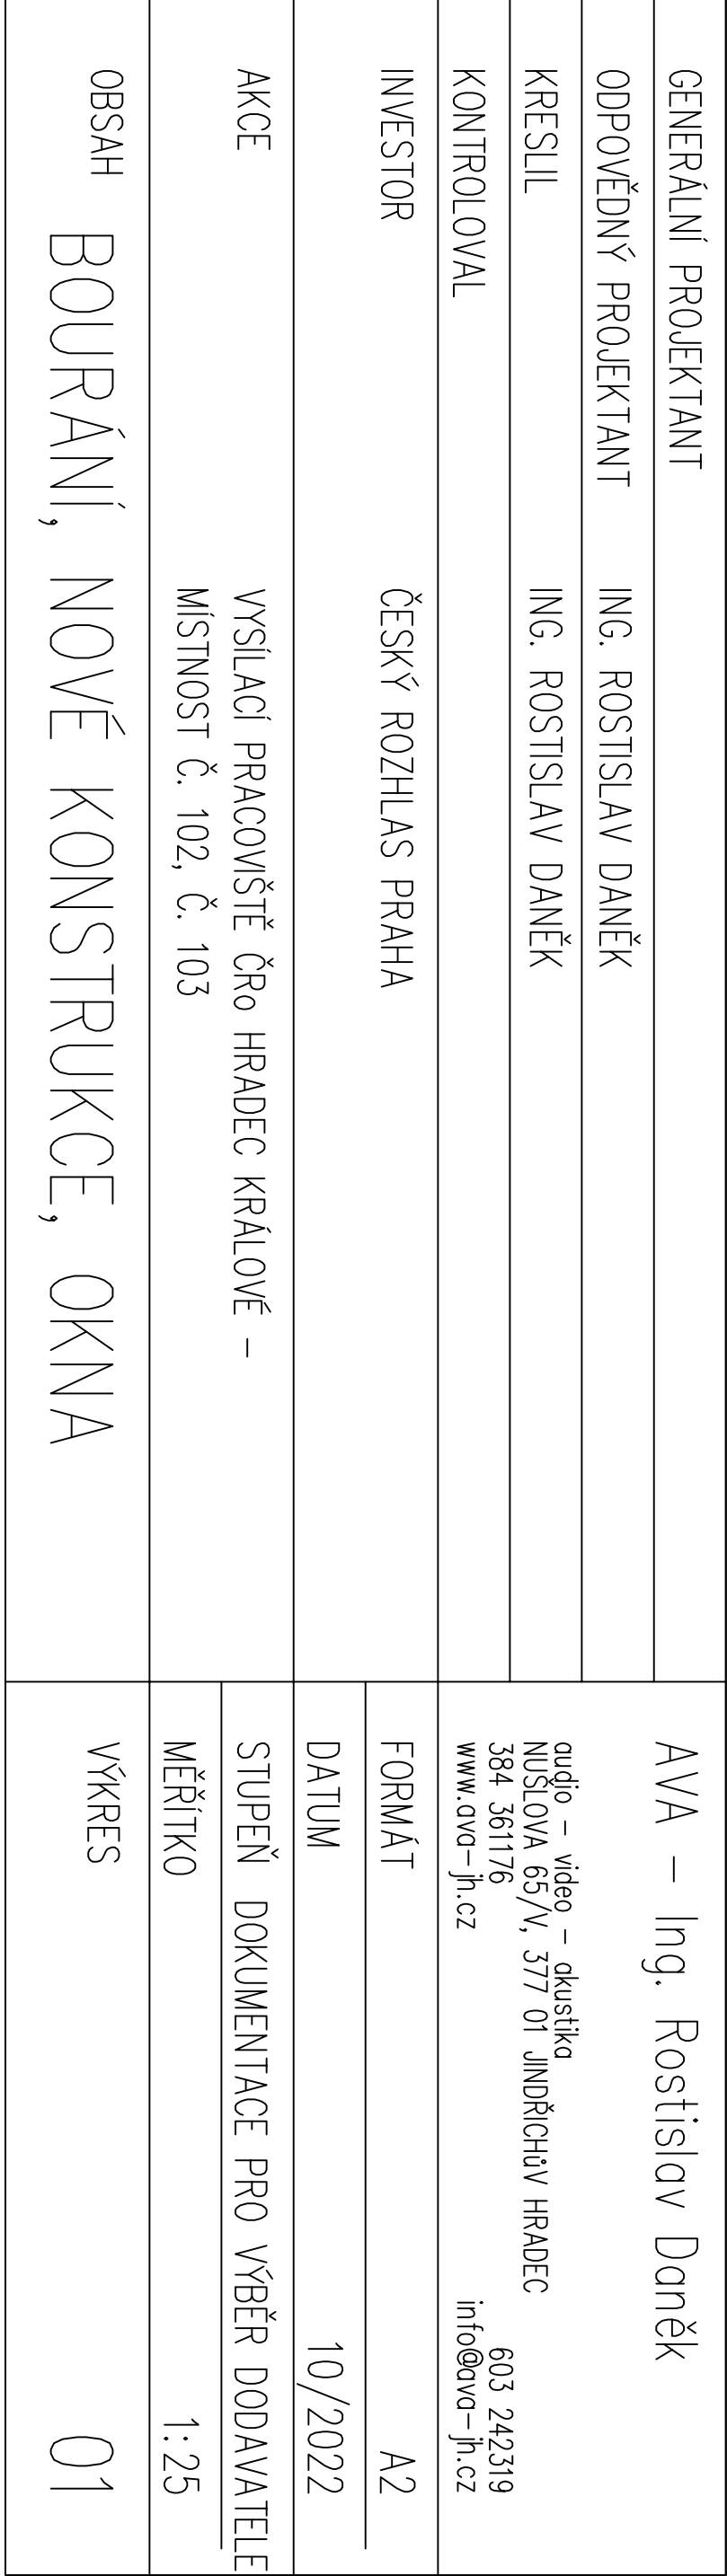 GENERÁLNÍ PROJEKTANT
ODPOVĚDNÝ PROJEKTANT ING. ROSTISLAV DANĚK
KRESLIL ING. ROSTISLAV DANĚK
KONTROLOVAL
INVESTOR ČESKÝ ROZHLAS PRAHA
AKCE VYSÍLACÍ PRACOVIŠTĚ ČRo HRADEC KRÁLOVÉ –
MÍSTNOST Č. 102, Č. 103
OBSAH BOURÁNÍ, NOVÉ KONSTRUKCE, OKNA
AVA – Ing. Rostislav Daněk
audio – video – akustika
NUŠLOVA 65/V, 377 01 JINDŘICHůV HRADEC
384 361176 603 242319
www.ava-jh.cz info@ava-jh.cz
FORMÁT A2
DATUM 10/2022
STUPEŇ DOKUMENTACE PRO VÝBĚR DODAVATELE
MĚŘÍTKO 1:25
VÝKRES 01